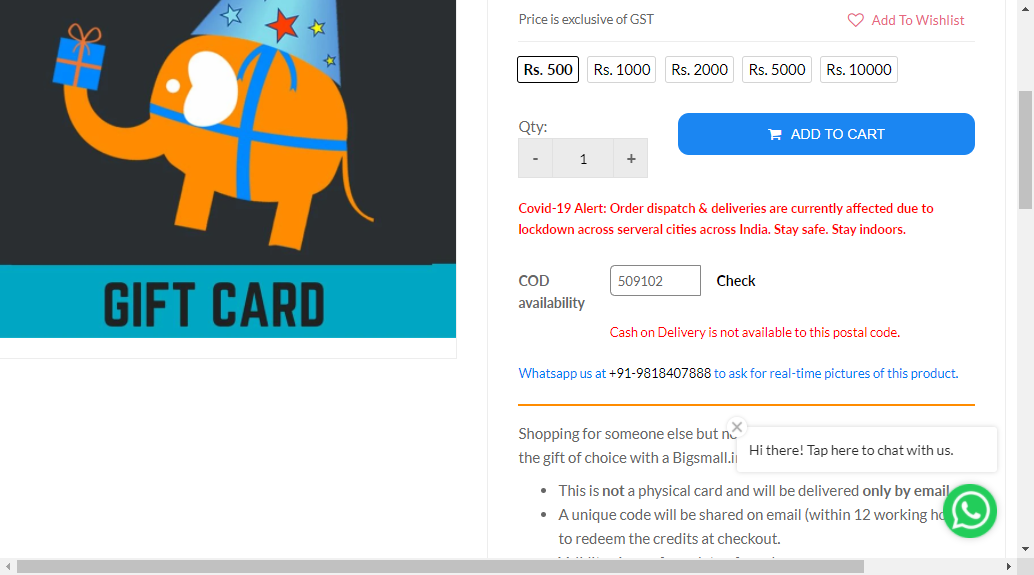 Price is exclusive of GST
Add To Wishlist
Rs. 500
Rs. 1000
Rs. 2000
Rs. 5000
Rs. 10000
Qty:
- 1 +
ADD TO CART
Covid-19 Alert: Order dispatch & deliveries are currently affected due to
lockdown across serveral cities across India. Stay safe. Stay indoors.
COD
availability
509102
Check
Cash on Delivery is not available to this postal code.
Whatsapp us at +91-9818407888 to ask for real-time pictures of this product.
Shopping for someone else but
the gift of choice with a
Hi there! Tap here to chat with us.
This is not a physical card and will be delivered only by email
A unique code will be shared on email (within 12 working
to redeem the credits at checkout.
GIFT CARD